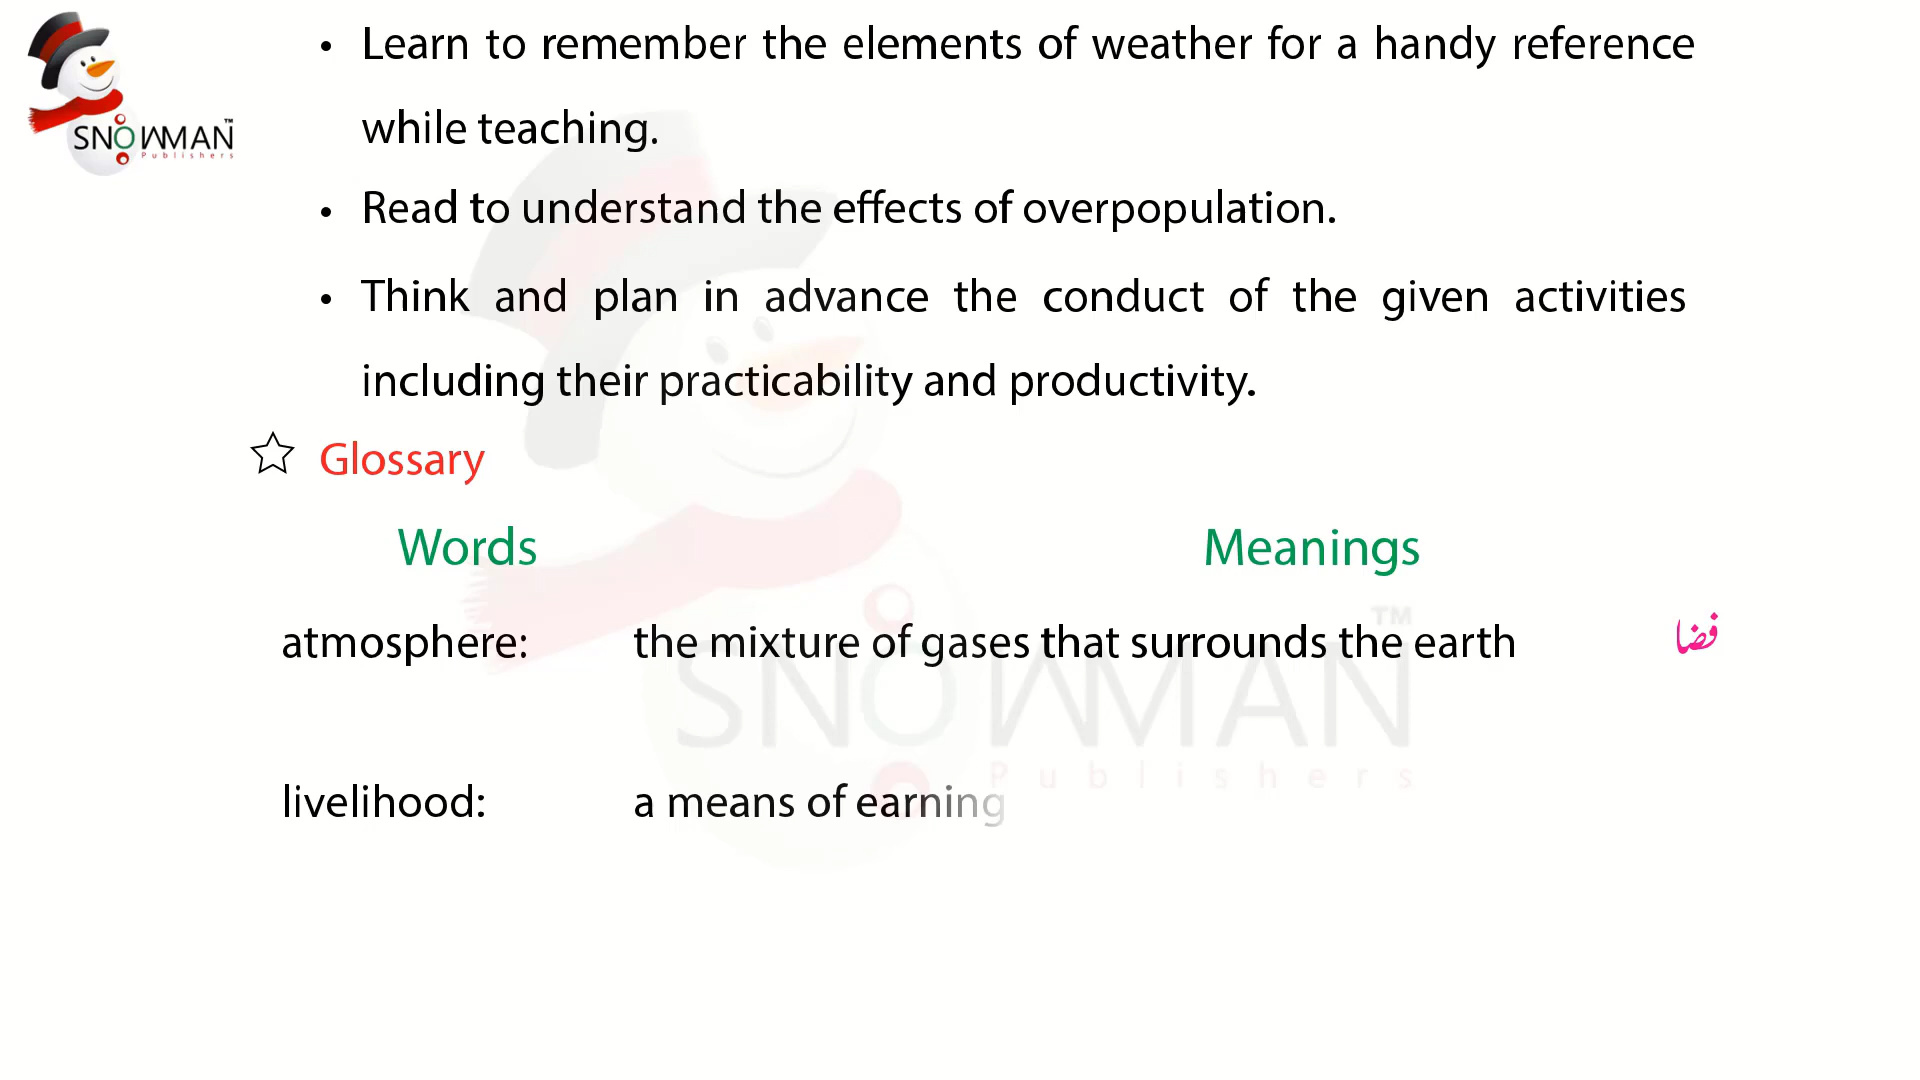 SNOWMAN™
Publishers
• Learn to remember the elements of weather for a handy reference
while teaching.
• Read to understand the effects of overpopulation.
• Think and plan in advance the conduct of the given activities
including their practicability and productivity.
☆ Glossary
Words Meanings
atmosphere: the mixture of gases that surrounds the earth فضا
livelihood: a means of earning
SNOWMAN™
Publishers